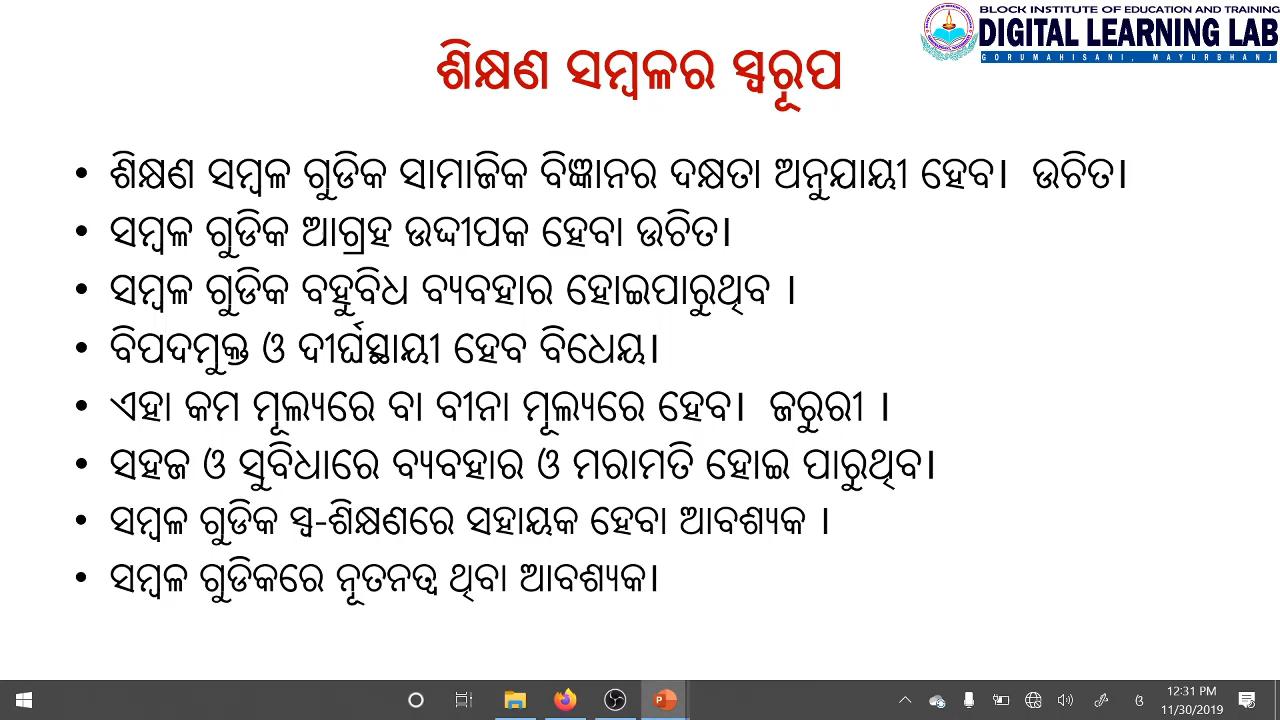 BLOCK INSTITUTE OF EDUCATION AND TRAINING
DIGITAL LEARNING LAB
GORUMAHISANI, MAYURBHANJ
ଶିକ୍ଷଣ ସମ୍ବଳର ସ୍ୱରୂପ
• ଶିକ୍ଷଣ ସମ୍ବଳ ଗୁଡିକ ସାମାଜିକ ବିଜ୍ଞାନର ଦକ୍ଷତା ଅନୁଯାୟୀ ହେବା ଉଚିତ।
• ସମ୍ବଳ ଗୁଡିକ ଆଗ୍ରହ ଉଦ୍ଦୀପକ ହେବା ଉଚିତ।
• ସମ୍ବଳ ଗୁଡିକ ବହୁବିଧ ବ୍ୟବହାର ହୋଇପାରୁଥିବ ।
• ବିପଦମୁକ୍ତ ଓ ଦୀର୍ଘସ୍ଥାୟୀ ହେବ ବିଧେୟ।
• ଏହା କମ ମୂଲ୍ୟରେ ବା ବୀନା ମୂଲ୍ୟରେ ହେବା ଜରୁରୀ ।
• ସହଜ ଓ ସୁବିଧାରେ ବ୍ୟବହାର ଓ ମରାମତି ହୋଇ ପାରୁଥିବ।
• ସମ୍ବଳ ଗୁଡିକ ସ୍ୱ-ଶିକ୍ଷଣରେ ସହାୟକ ହେବା ଆବଶ୍ୟକ ।
• ସମ୍ବଳ ଗୁଡିକରେ ନୂତନତ୍ୱ ଥିବା ଆବଶ୍ୟକ।
12:31 PM
11/30/2019